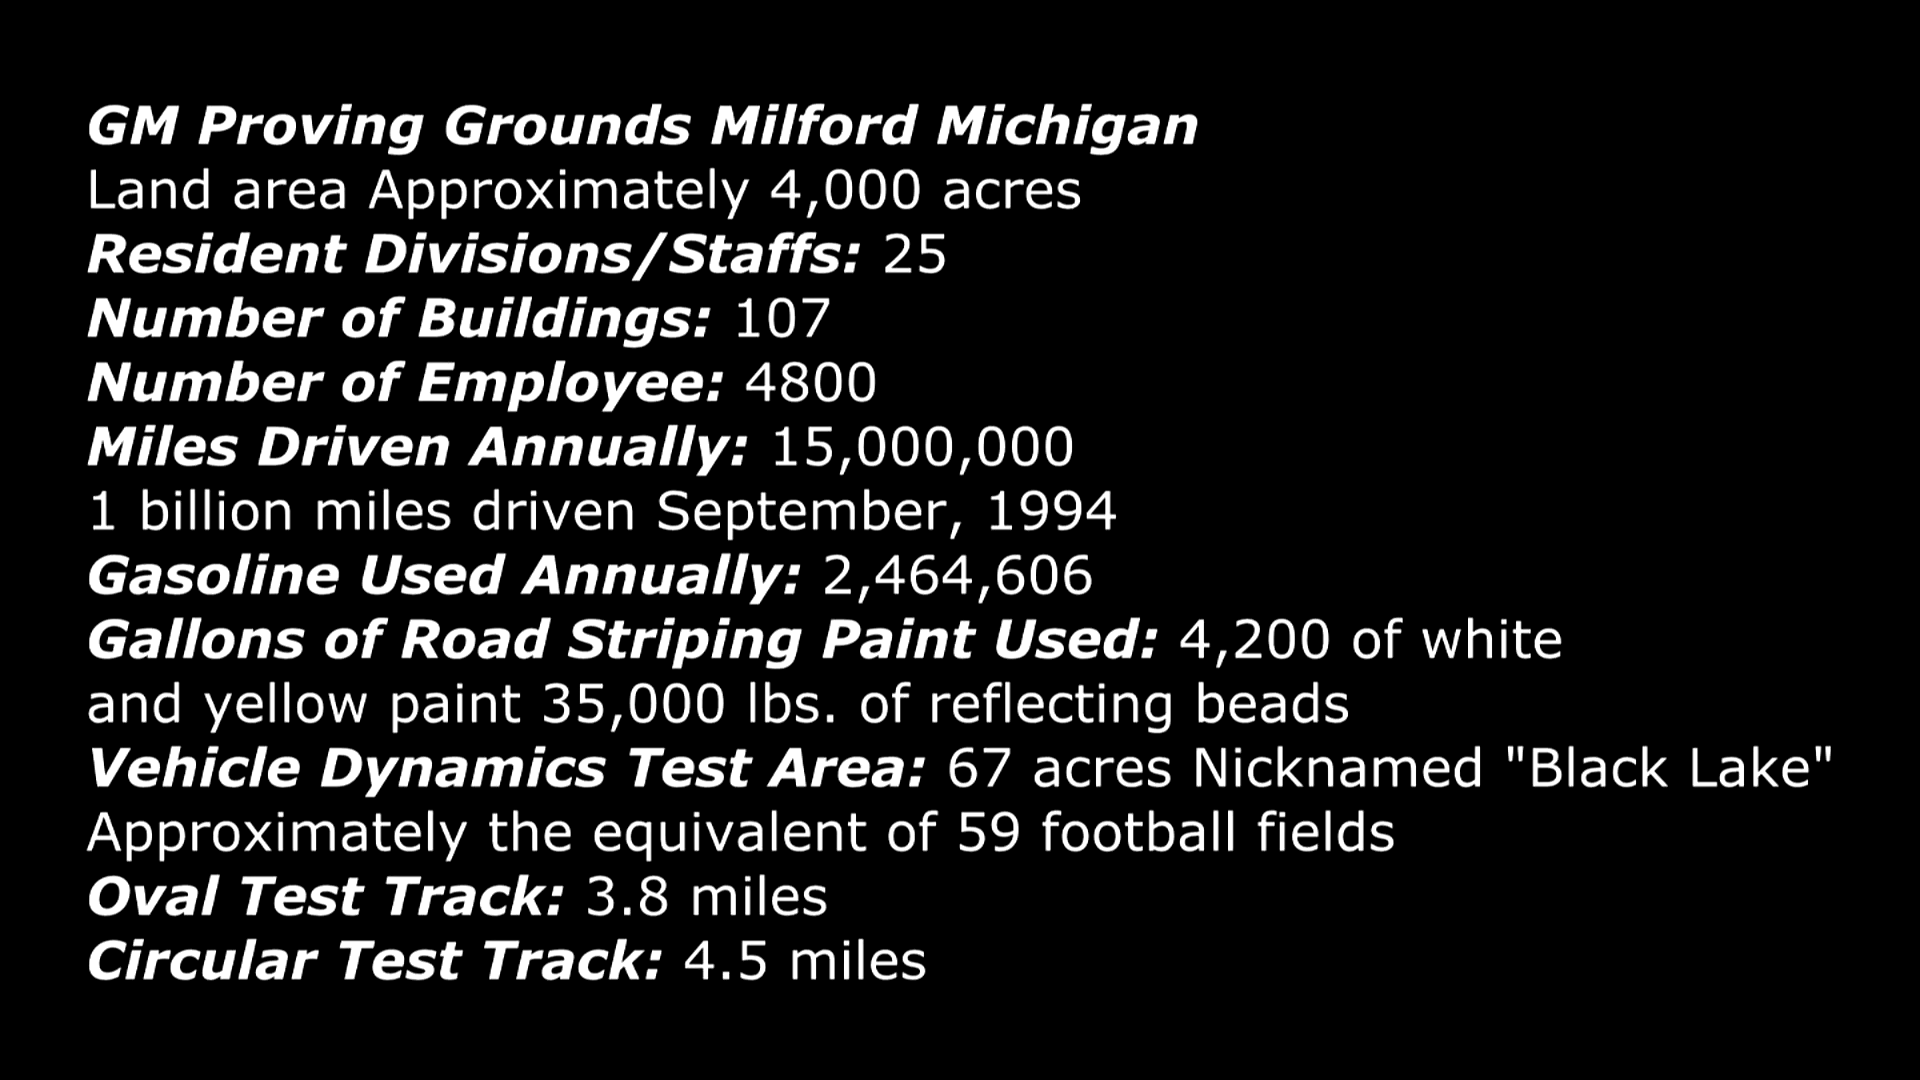 GM Proving Grounds Milford Michigan
Land area Approximately 4,000 acres
Resident Divisions/Staffs: 25
Number of Buildings: 107
Number of Employee: 4800
Miles Driven Annually: 15,000,000
1 billion miles driven September, 1994
Gasoline Used Annually: 2,464,606
Gallons of Road Striping Paint Used: 4,200 of white
and yellow paint 35,000 lbs. of reflecting beads
Vehicle Dynamics Test Area: 67 acres Nicknamed "Black Lake"
Approximately the equivalent of 59 football fields
Oval Test Track: 3.8 miles
Circular Test Track: 4.5 miles